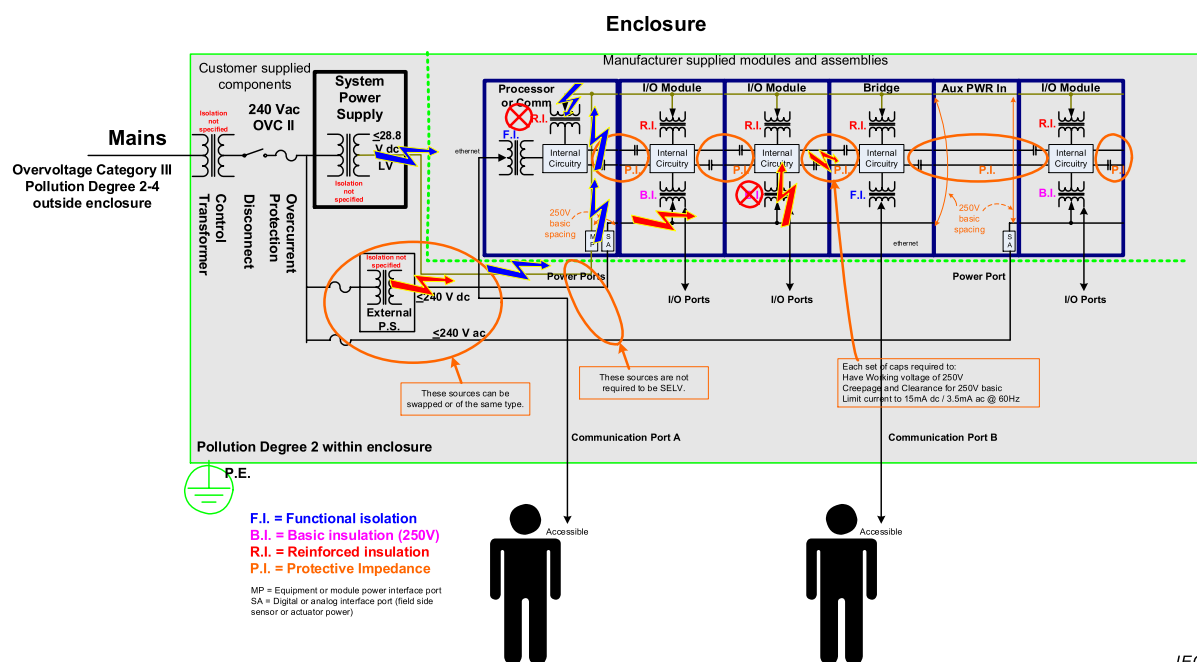 Enclosure
Manufacturer supplied modules and assemblies
Customer supplied
components
Isolation
not
specified
240 Vac
OVC II
System
Power
Supply
≤28.8
V dc
LV
Isolation
not
specified
Mains
Overvoltage Category III
Pollution Degree 2-4
outside enclosure
Control
Transformer
Disconnect
Overcurrent
Protection
Processor
or Comm
R.I.
F.I.
ethernet
Internal
Circuitry
250V
basic
spacing
MP
SA
I/O Module
R.I.
P.I.
Internal
Circuitry
B.I.
I/O Module
R.I.
P.I.
Internal
Circuitry
Bridge
R.I.
P.I.
Internal
Circuitry
F.I.
ethernet
Aux PWR In
P.I.
250V
basic
spacing
SA
I/O Module
R.I.
Internal
Circuitry
B.I.
Power Ports
I/O Ports
I/O Ports
Power Port
I/O Ports
Isolation not
specified
External
P.S.
≤240 V dc
≤240 V ac
These sources can be
swapped or of the same type.
These sources are not
required to be SELV.
Each set of caps required to:
Have Working voltage of 250V
Creepage and Clearance for 250V basic
Limit current to 15mA dc / 3.5mA ac @ 60Hz
Communication Port A
Communication Port B
Pollution Degree 2 within enclosure
P.E.
F.I. = Functional isolation
B.I. = Basic insulation (250V)
R.I. = Reinforced insulation
P.I. = Protective Impedance
MP = Equipment or module power interface port
SA = Digital or analog interface port (field side
sensor or actuator power)
Accessible
Accessible